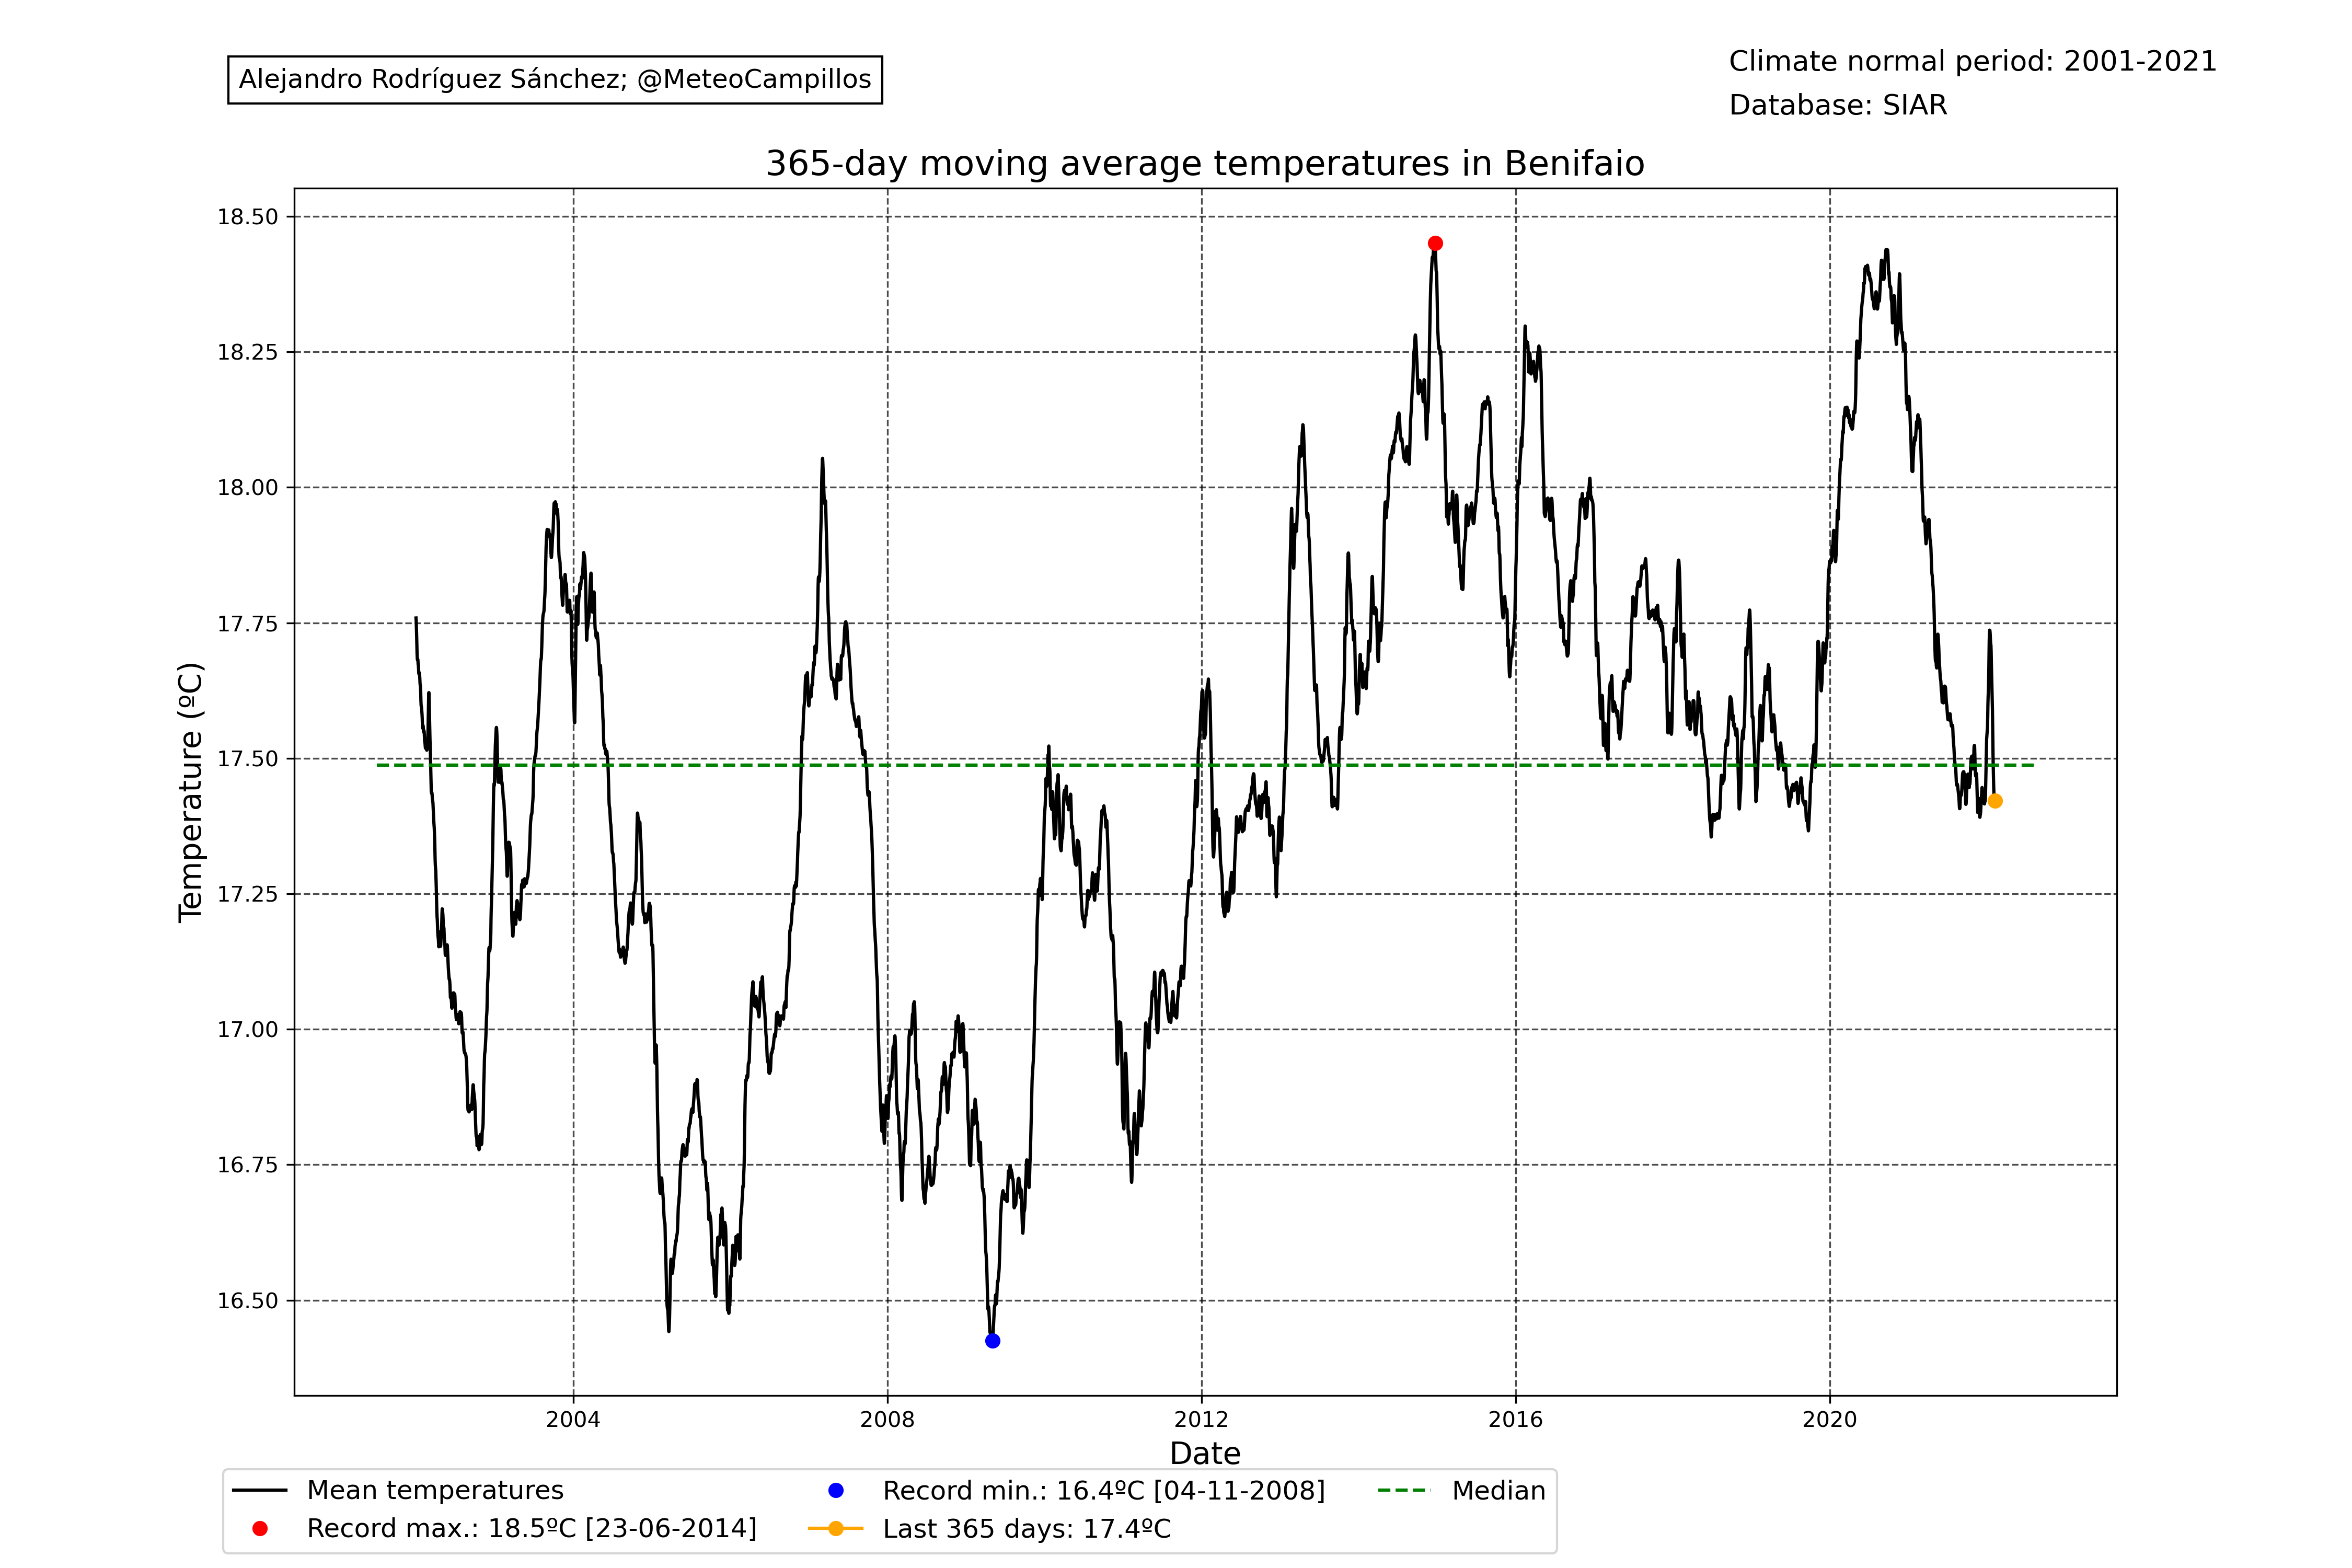 Alejandro Rodríguez Sánchez; @MeteoCampillos
Climate normal period: 2001-2021
Database: SIAR
365-day moving average temperatures in Benifaio
18.50
18.25
18.00
17.75
17.50
17.25
17.00
16.75
16.50
Temperature (ºC)
2004 2008 2012 2016 2020
Date
Mean temperatures
Record max.: 18.5ºC [23-06-2014]
Record min.: 16.4ºC [04-11-2008]
Last 365 days: 17.4ºC
Median